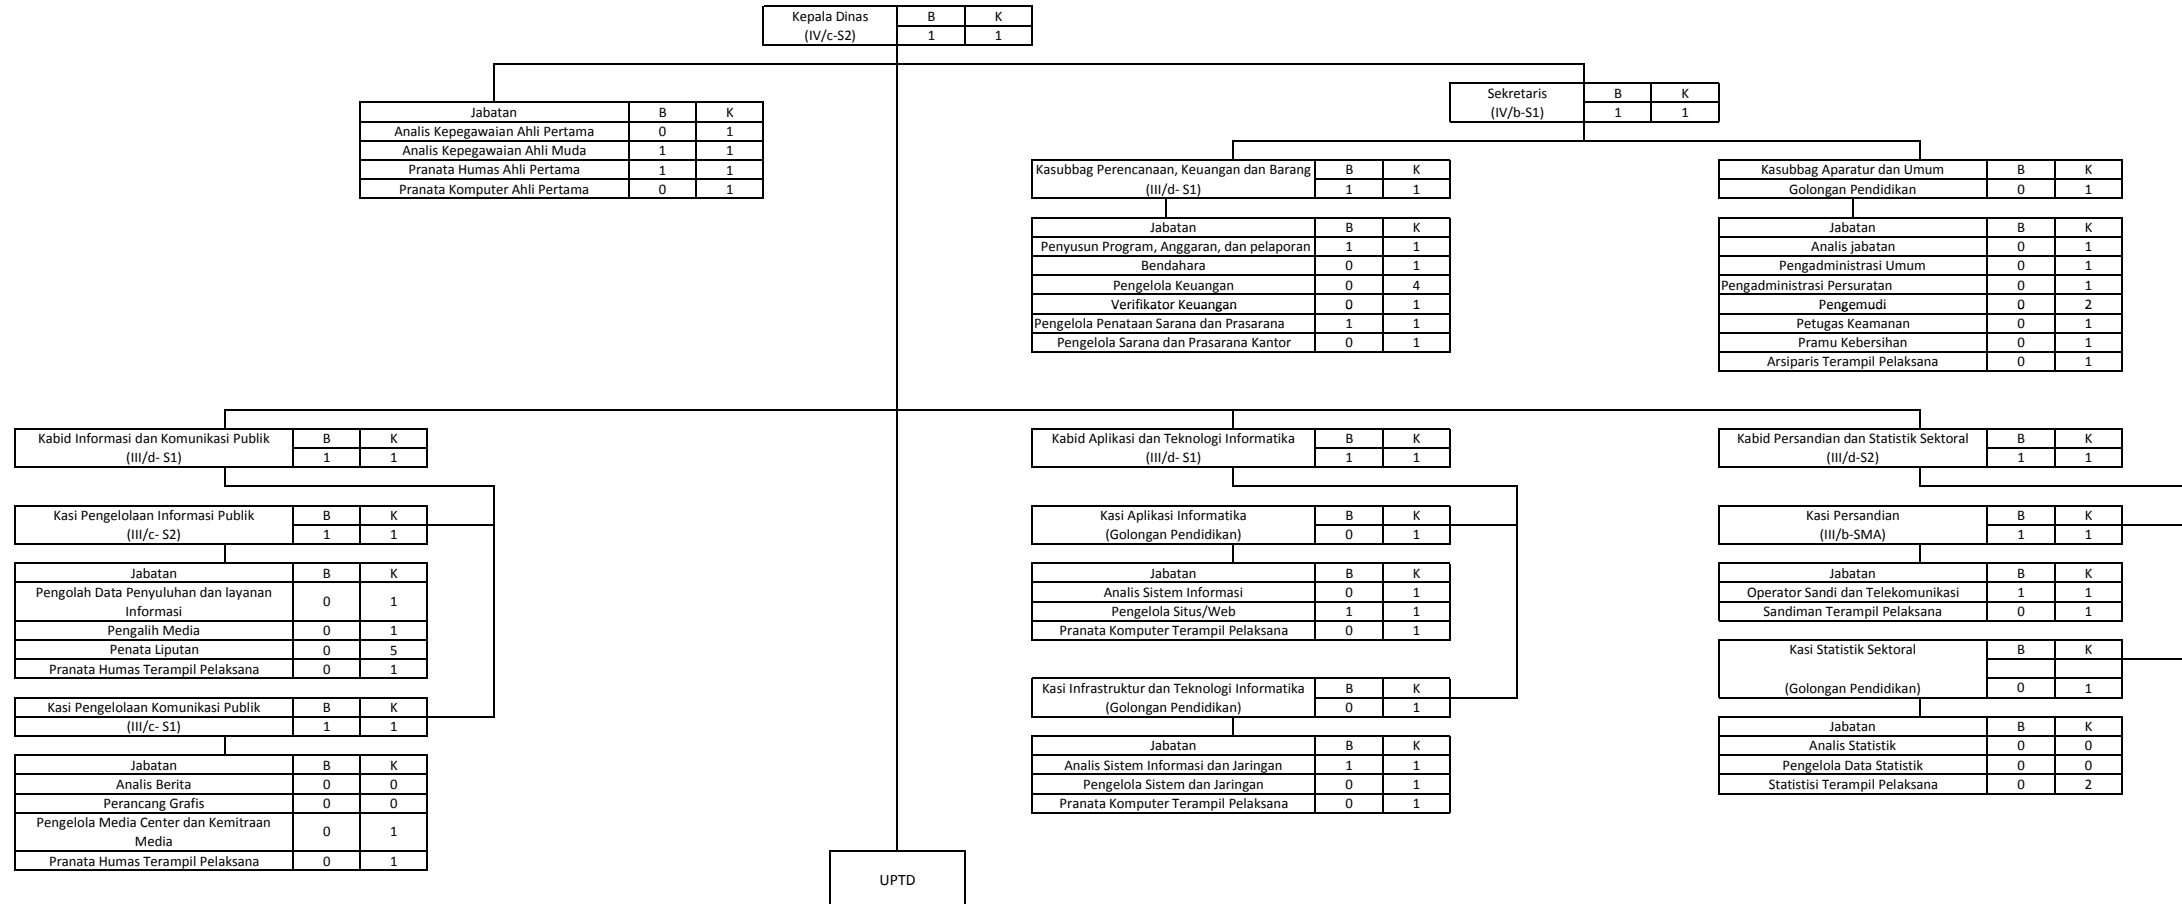 Kepala Dinas B K
(IV/c-S2) 1 1
Sekretaris B K
(IV/b-S1) 1 1
Jabatan B K
Analis Kepegawaian Ahli Pertama 0 1
Analis Kepegawaian Ahli Muda 1 1
Pranata Humas Ahli Pertama 1 1
Pranata Komputer Ahli Pertama 0 1
Kasubbag Perencanaan, Keuangan dan Barang B K
(III/d- S1) 1 1
Jabatan B K
Penyusun Program, Anggaran, dan pelaporan 1 1
Bendahara 0 1
Pengelola Keuangan 0 4
Verifikator Keuangan 0 1
Pengelola Penataan Sarana dan Prasarana 1 1
Pengelola Sarana dan Prasarana Kantor 0 1
Kasubbag Aparatur dan Umum B K
Golongan Pendidikan 0 1
Jabatan B K
Analis jabatan 0 1
Pengadministrasi Umum 0 1
Pengadministrasi Persuratan 0 1
Pengemudi 0 2
Petugas Keamanan 0 1
Pramu Kebersihan 0 1
Arsiparis Terampil Pelaksana 0 1
Kabid Informasi dan Komunikasi Publik B K
(III/d- S1) 1 1
Kasi Pengelolaan Informasi Publik B K
(III/c- S2) 1 1
Jabatan B K
Pengolah Data Penyuluhan dan layanan
Informasi 0 1
Pengalih Media 0 1
Penata Liputan 0 5
Pranata Humas Terampil Pelaksana 0 1
Kasi Pengelolaan Komunikasi Publik B K
(III/c- S1) 1 1
Jabatan B K
Analis Berita 0 0
Perancang Grafis 0 0
Pengelola Media Center dan Kemitraan
Media 0 1
Pranata Humas Terampil Pelaksana 0 1
Kabid Aplikasi dan Teknologi Informatika B K
(III/d- S1) 1 1
Kasi Aplikasi Informatika B K
(Golongan Pendidikan) 0 1
Jabatan B K
Analis Sistem Informasi 0 1
Pengelola Situs/Web 1 1
Pranata Komputer Terampil Pelaksana 0 1
Kasi Infrastruktur dan Teknologi Informatika B K
(Golongan Pendidikan) 0 1
Jabatan B K
Analis Sistem Informasi dan Jaringan 1 1
Pengelola Sistem dan Jaringan 0 1
Pranata Komputer Terampil Pelaksana 0 1
Kabid Persandian dan Statistik Sektoral B K
(III/d-S2) 1 1
Kasi Persandian B K
(III/b-SMA) 1 1
Jabatan B K
Operator Sandi dan Telekomunikasi 1 1
Sandiman Terampil Pelaksana 0 1
Kasi Statistik Sektoral B K
(Golongan Pendidikan) 0 1
Jabatan B K
Analis Statistik 0 0
Pengelola Data Statistik 0 0
Statistisi Terampil Pelaksana 0 2
UPTD